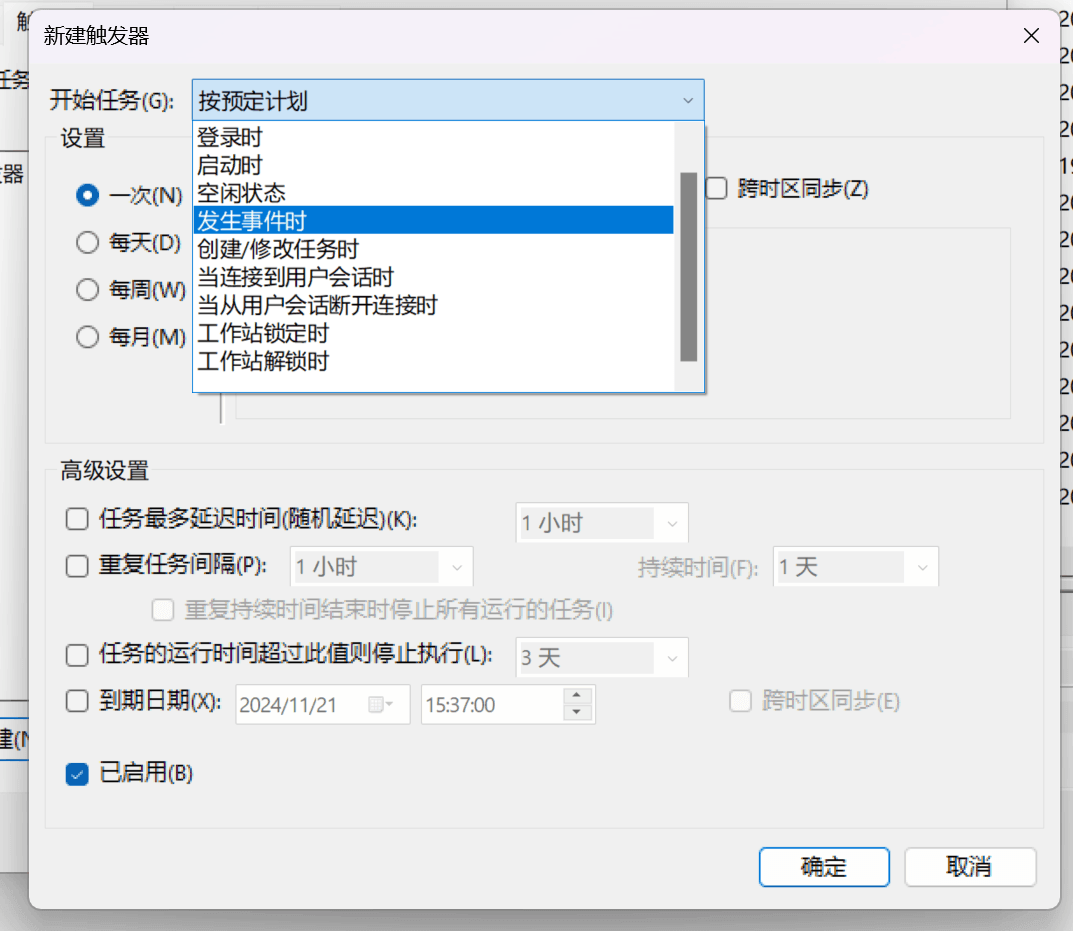 新建触发器
开始任务(G):
按预定计划
登录时
启动时
空闲状态
发生事件时
创建/修改任务时
当连接到用户会话时
当从用户会话断开连接时
工作站锁定时
工作站解锁时
设置
一次(N)
每天(D)
每周(W)
每月(M)
跨时区同步(Z)
高级设置
任务最多延迟时间(随机延迟)(K): 1 小时
重复任务间隔(P): 1 小时 持续时间(F): 1 天
重复持续时间结束时停止所有运行的任务(I)
任务的运行时间超过此值则停止执行(L): 3 天
到期日期(X): 2024/11/21 15:37:00 跨时区同步(E)
已启用(B)
确定 取消